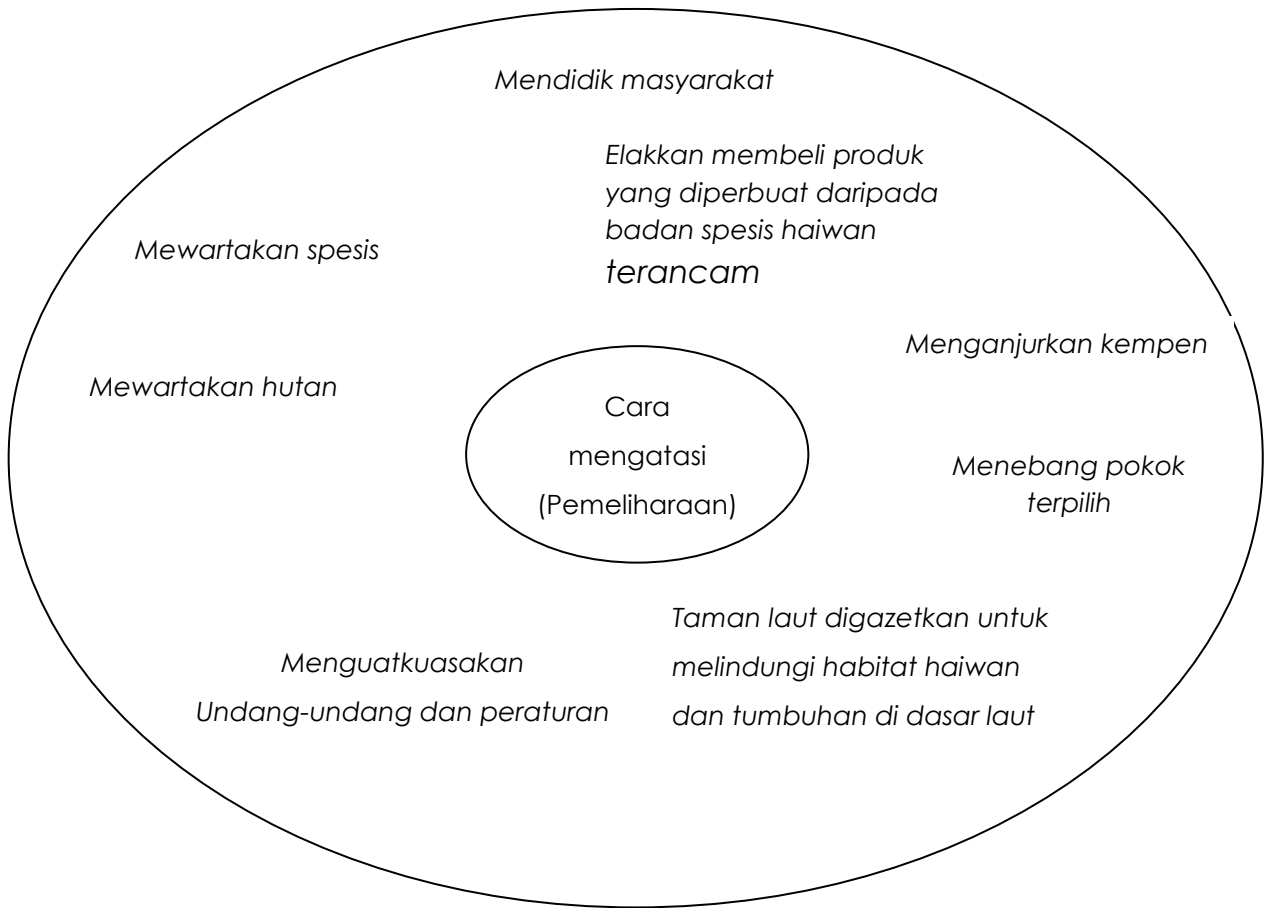 Mendidik masyarakat
Elakkan membeli produk
yang diperbuat daripada
badan spesis haiwan
terancam
Mewartakan spesis
Menganjurkan kempen
Mewartakan hutan
Cara
mengatasi
(Pemeliharaan)
Menebang pokok
terpilih
Menguatkuasakan
Undang-undang dan peraturan
Taman laut digazetkan untuk
melindungi habitat haiwan
dan tumbuhan di dasar laut